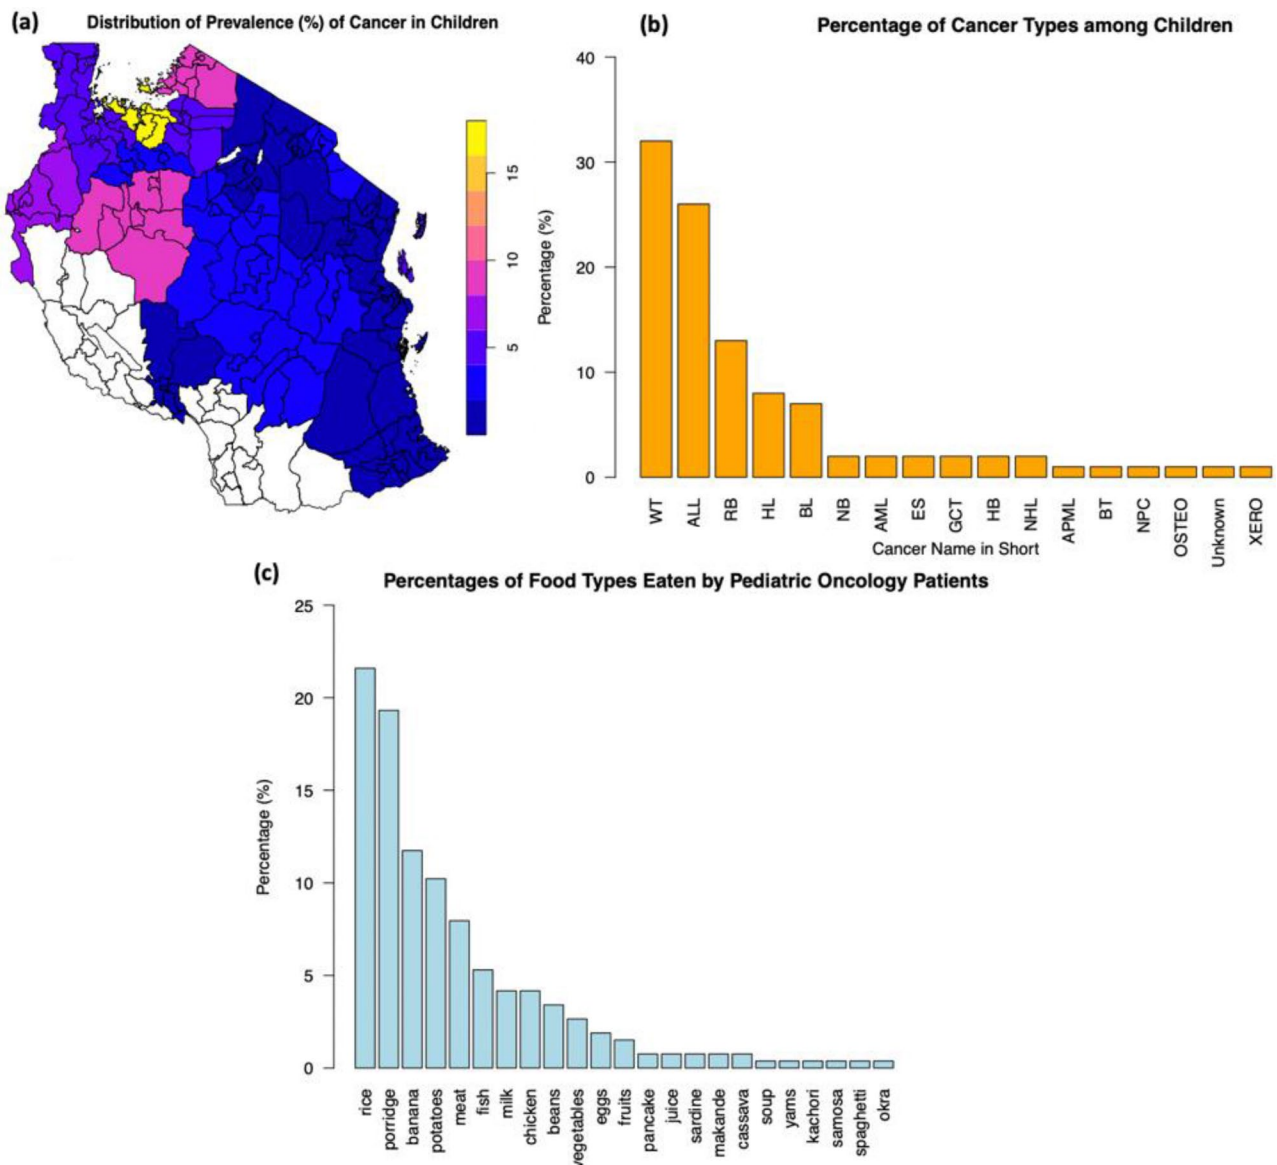 (a)
Distribution of Prevalence (%) of Cancer in Children
15
10
5
Percentage (%)
(b)
Percentage of Cancer Types among Children
40
30
20
10
0
WT
ALL
RB
HL
BL
NB
AML
ES
GCT
HB
NHL
APML
BT
NPC
OSTEO
Unknown
XERO
Cancer Name in Short
(c)
Percentages of Food Types Eaten by Pediatric Oncology Patients
25
20
15
10
5
0
Percentage (%)
rice
porridge
banana
potatoes
meat
fish
milk
chicken
beans
vegetables
eggs
fruits
pancake
juice
sardine
makande
cassava
soup
yams
kachori
samosa
spaghetti
okra